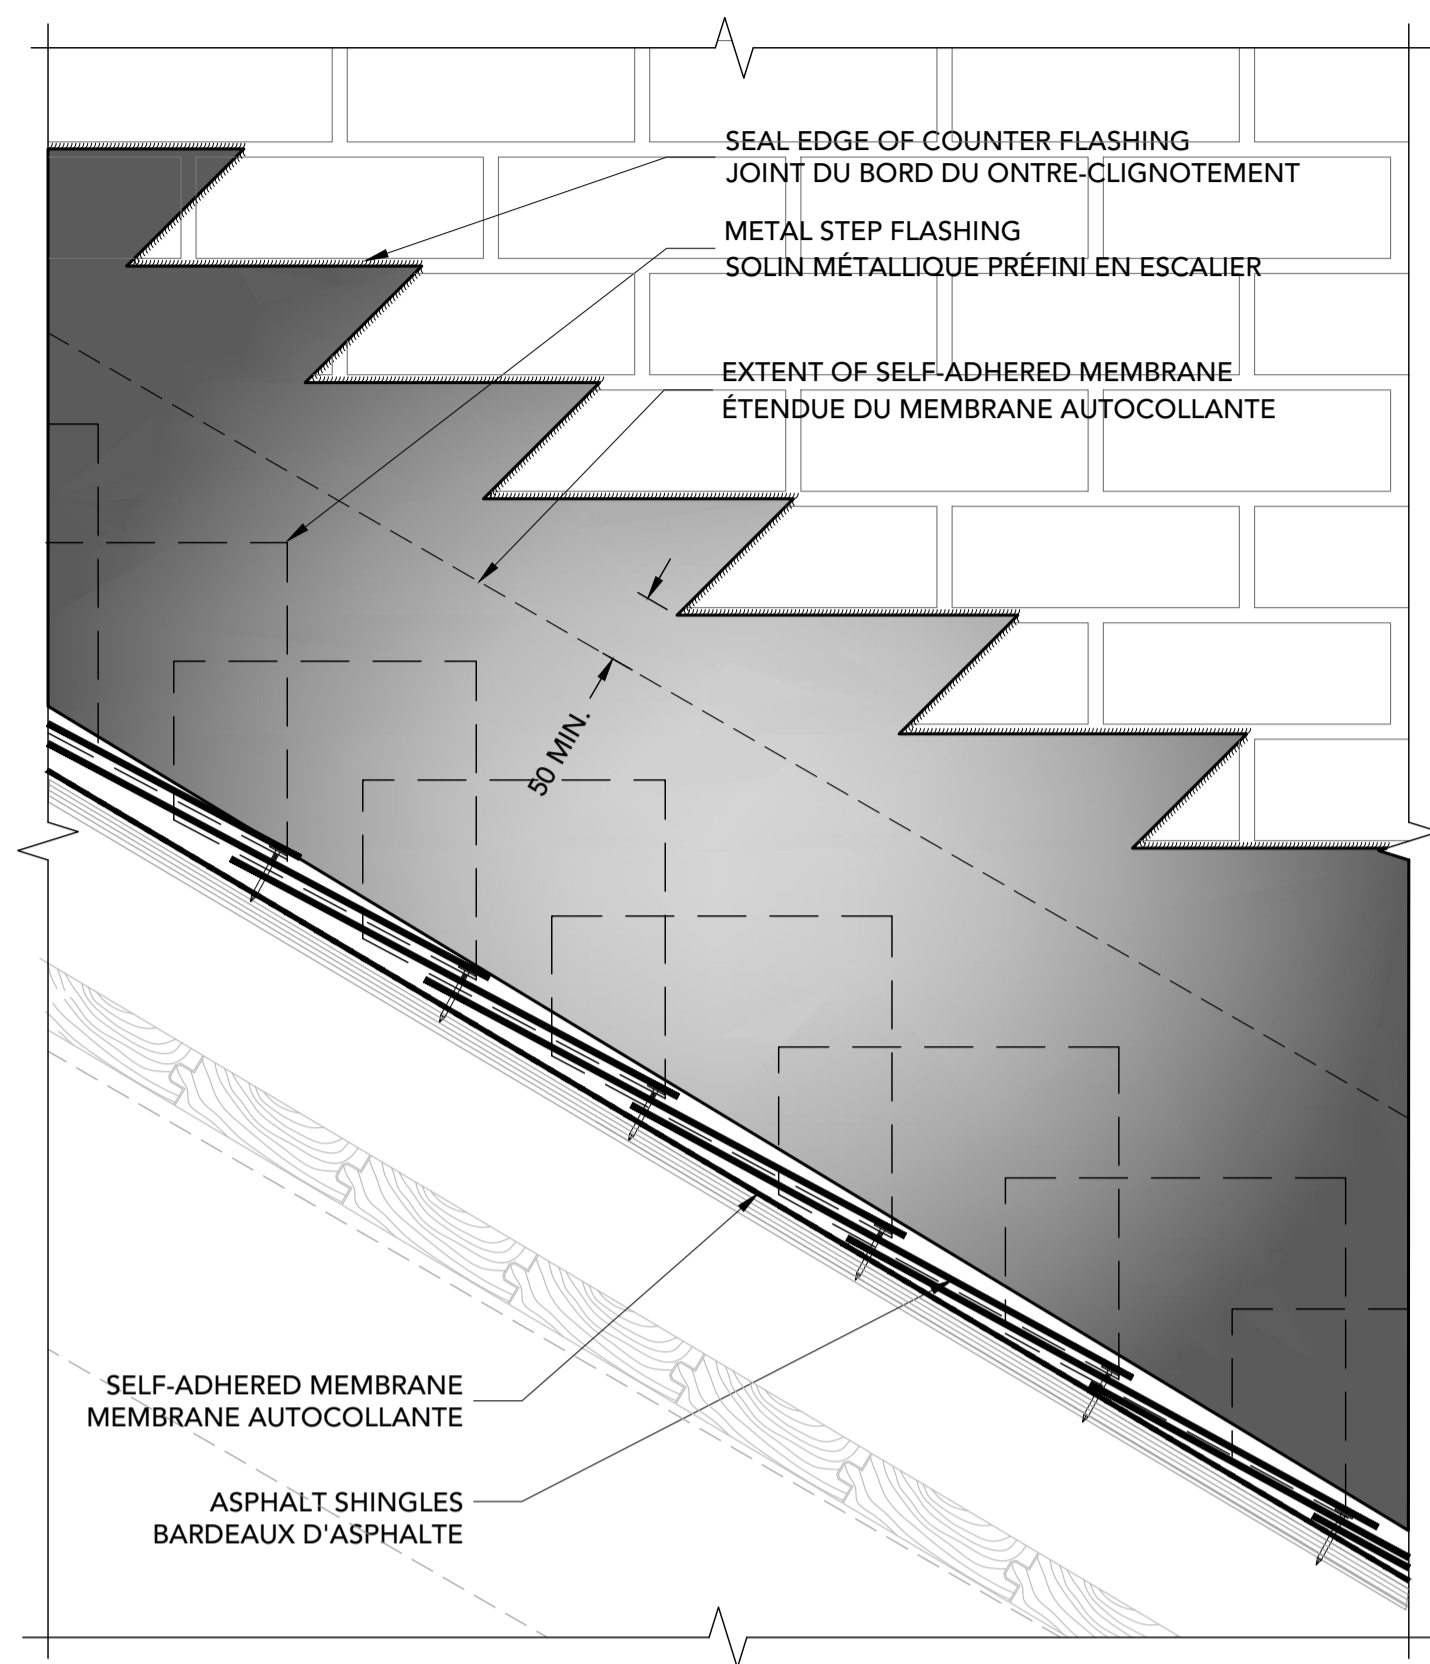 SEAL EDGE OF COUNTER FLASHING
JOINT DU BORD DU ONTRE-CLIGNOTEMENT
METAL STEP FLASHING
SOLIN MÉTALLIQUE PRÉFINI EN ESCALIER
EXTENT OF SELF-ADHERED MEMBRANE
ÉTENDUE DU MEMBRANE AUTOCOLLANTE
50 MIN.
SELF-ADHERED MEMBRANE
MEMBRANE AUTOCOLLANTE
ASPHALT SHINGLES
BARDEAUX D'ASPHALTE